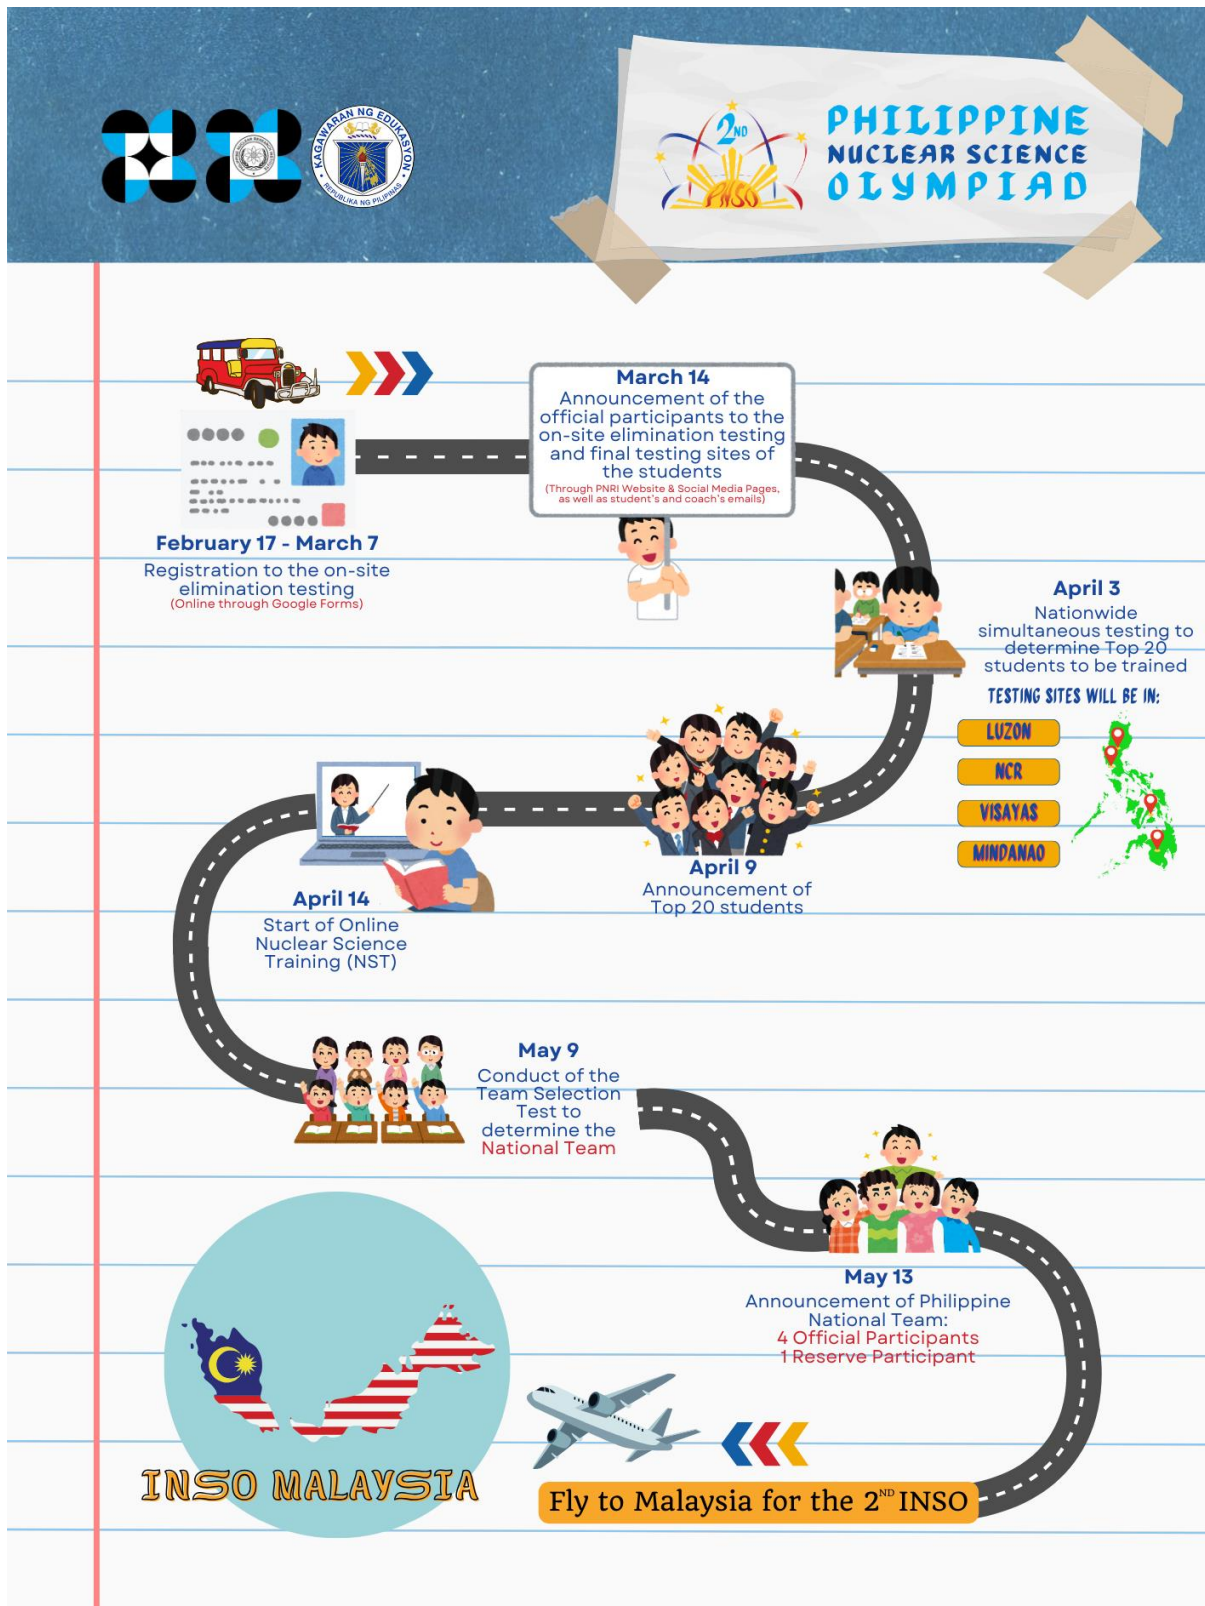 KAGAWARAN NG EDUKASYON
REPUBLIKA NG PILIPINAS
2ND
PNSO
PHILIPPINE
NUCLEAR SCIENCE
OLYMPIAD
March 14
Announcement of the
official participants to the
on-site elimination testing
and final testing sites of
the students
(Through PNRI Website & Social Media Pages,
as well as student's and coach's emails)
February 17 - March 7
Registration to the on-site
elimination testing
(Online through Google Forms)
April 3
Nationwide
simultaneous testing to
determine Top 20
students to be trained
TESTING SITES WILL BE IN:
LUZON
NCR
VISAYAS
MINDANAO
April 9
Announcement of
Top 20 students
April 14
Start of Online
Nuclear Science
Training (NST)
May 9
Conduct of the
Team Selection
Test to
determine the
National Team
May 13
Announcement of Philippine
National Team:
4 Official Participants
1 Reserve Participant
INSO MALAYSIA
Fly to Malaysia for the 2ND INSO